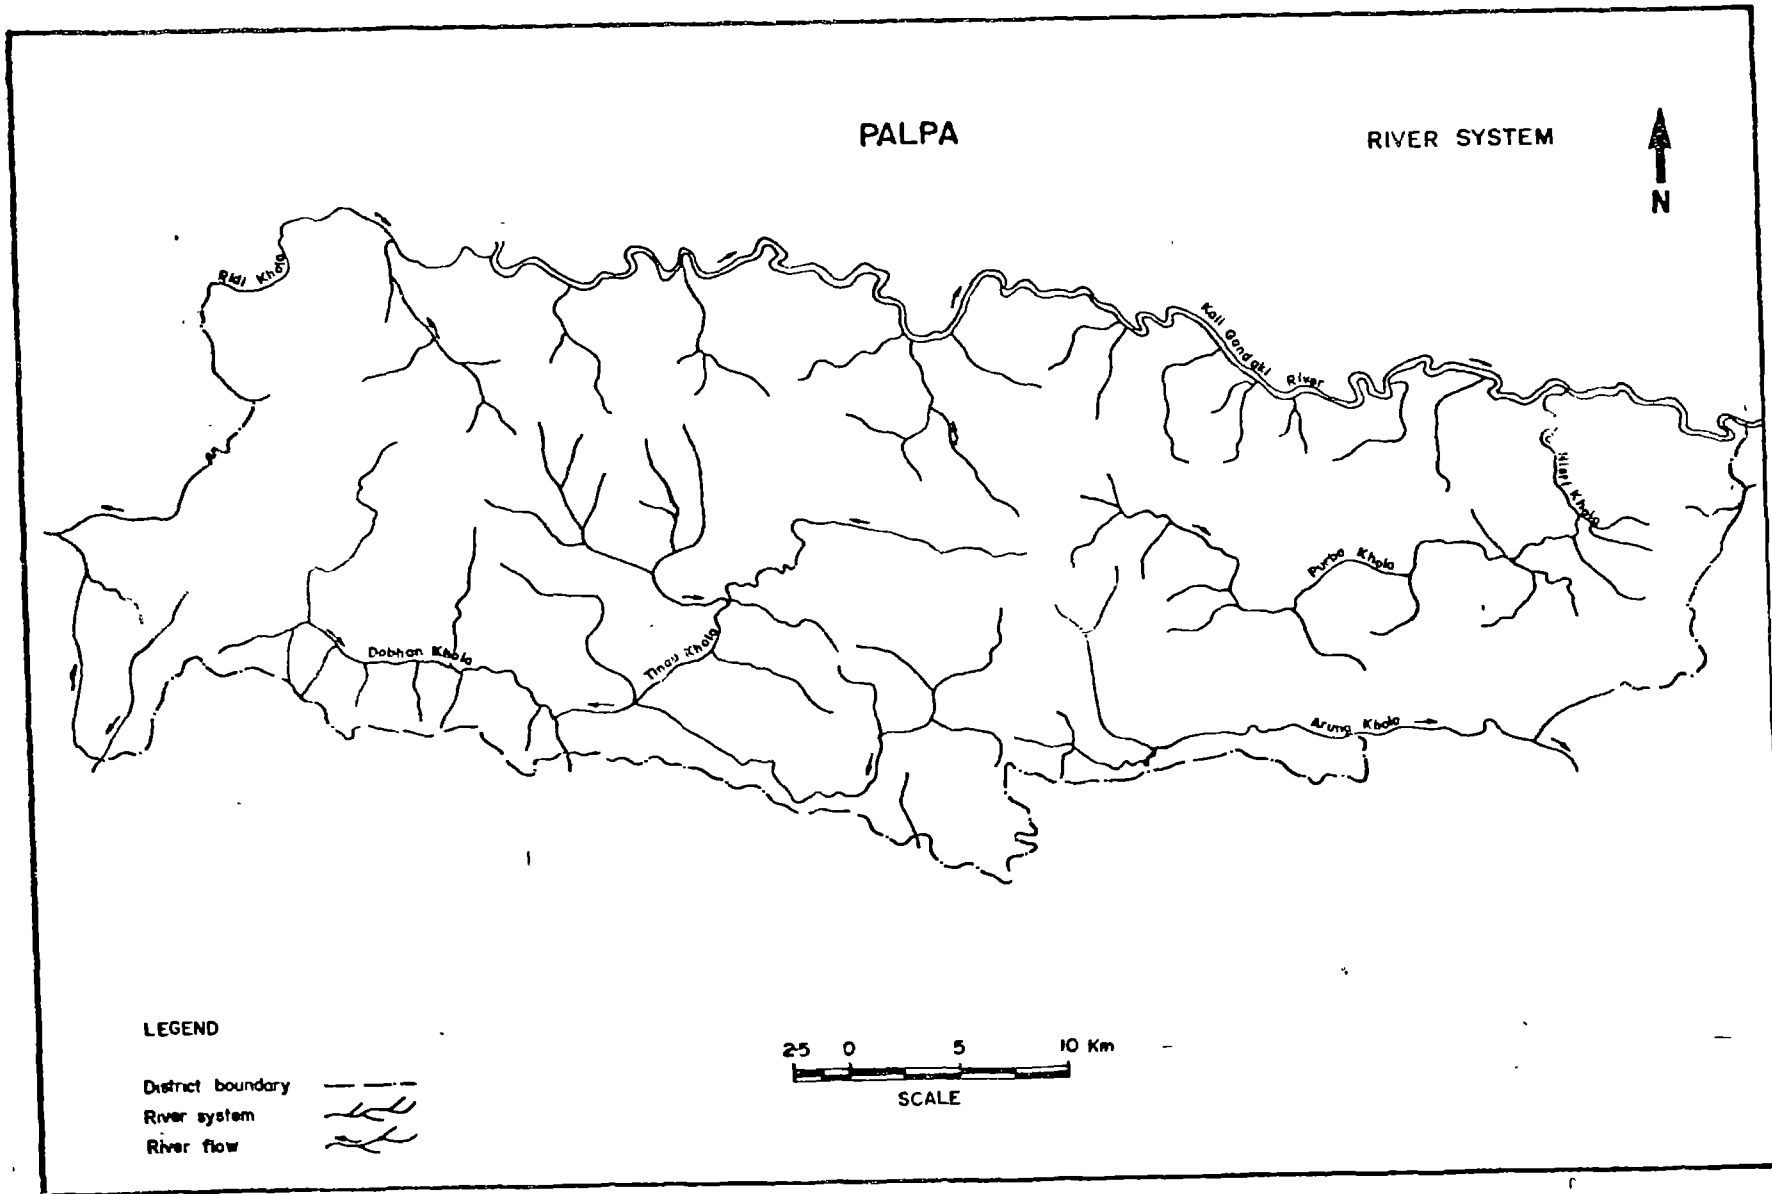 PALPA
RIVER SYSTEM
N
Ridi Khola
Kali Gandaki River
Khola
Purba Khola
Dobhan Khola
Tinau Khola
Arung Khola
LEGEND
District boundary
River system
River flow
2.5 0 5 10 Km
SCALE